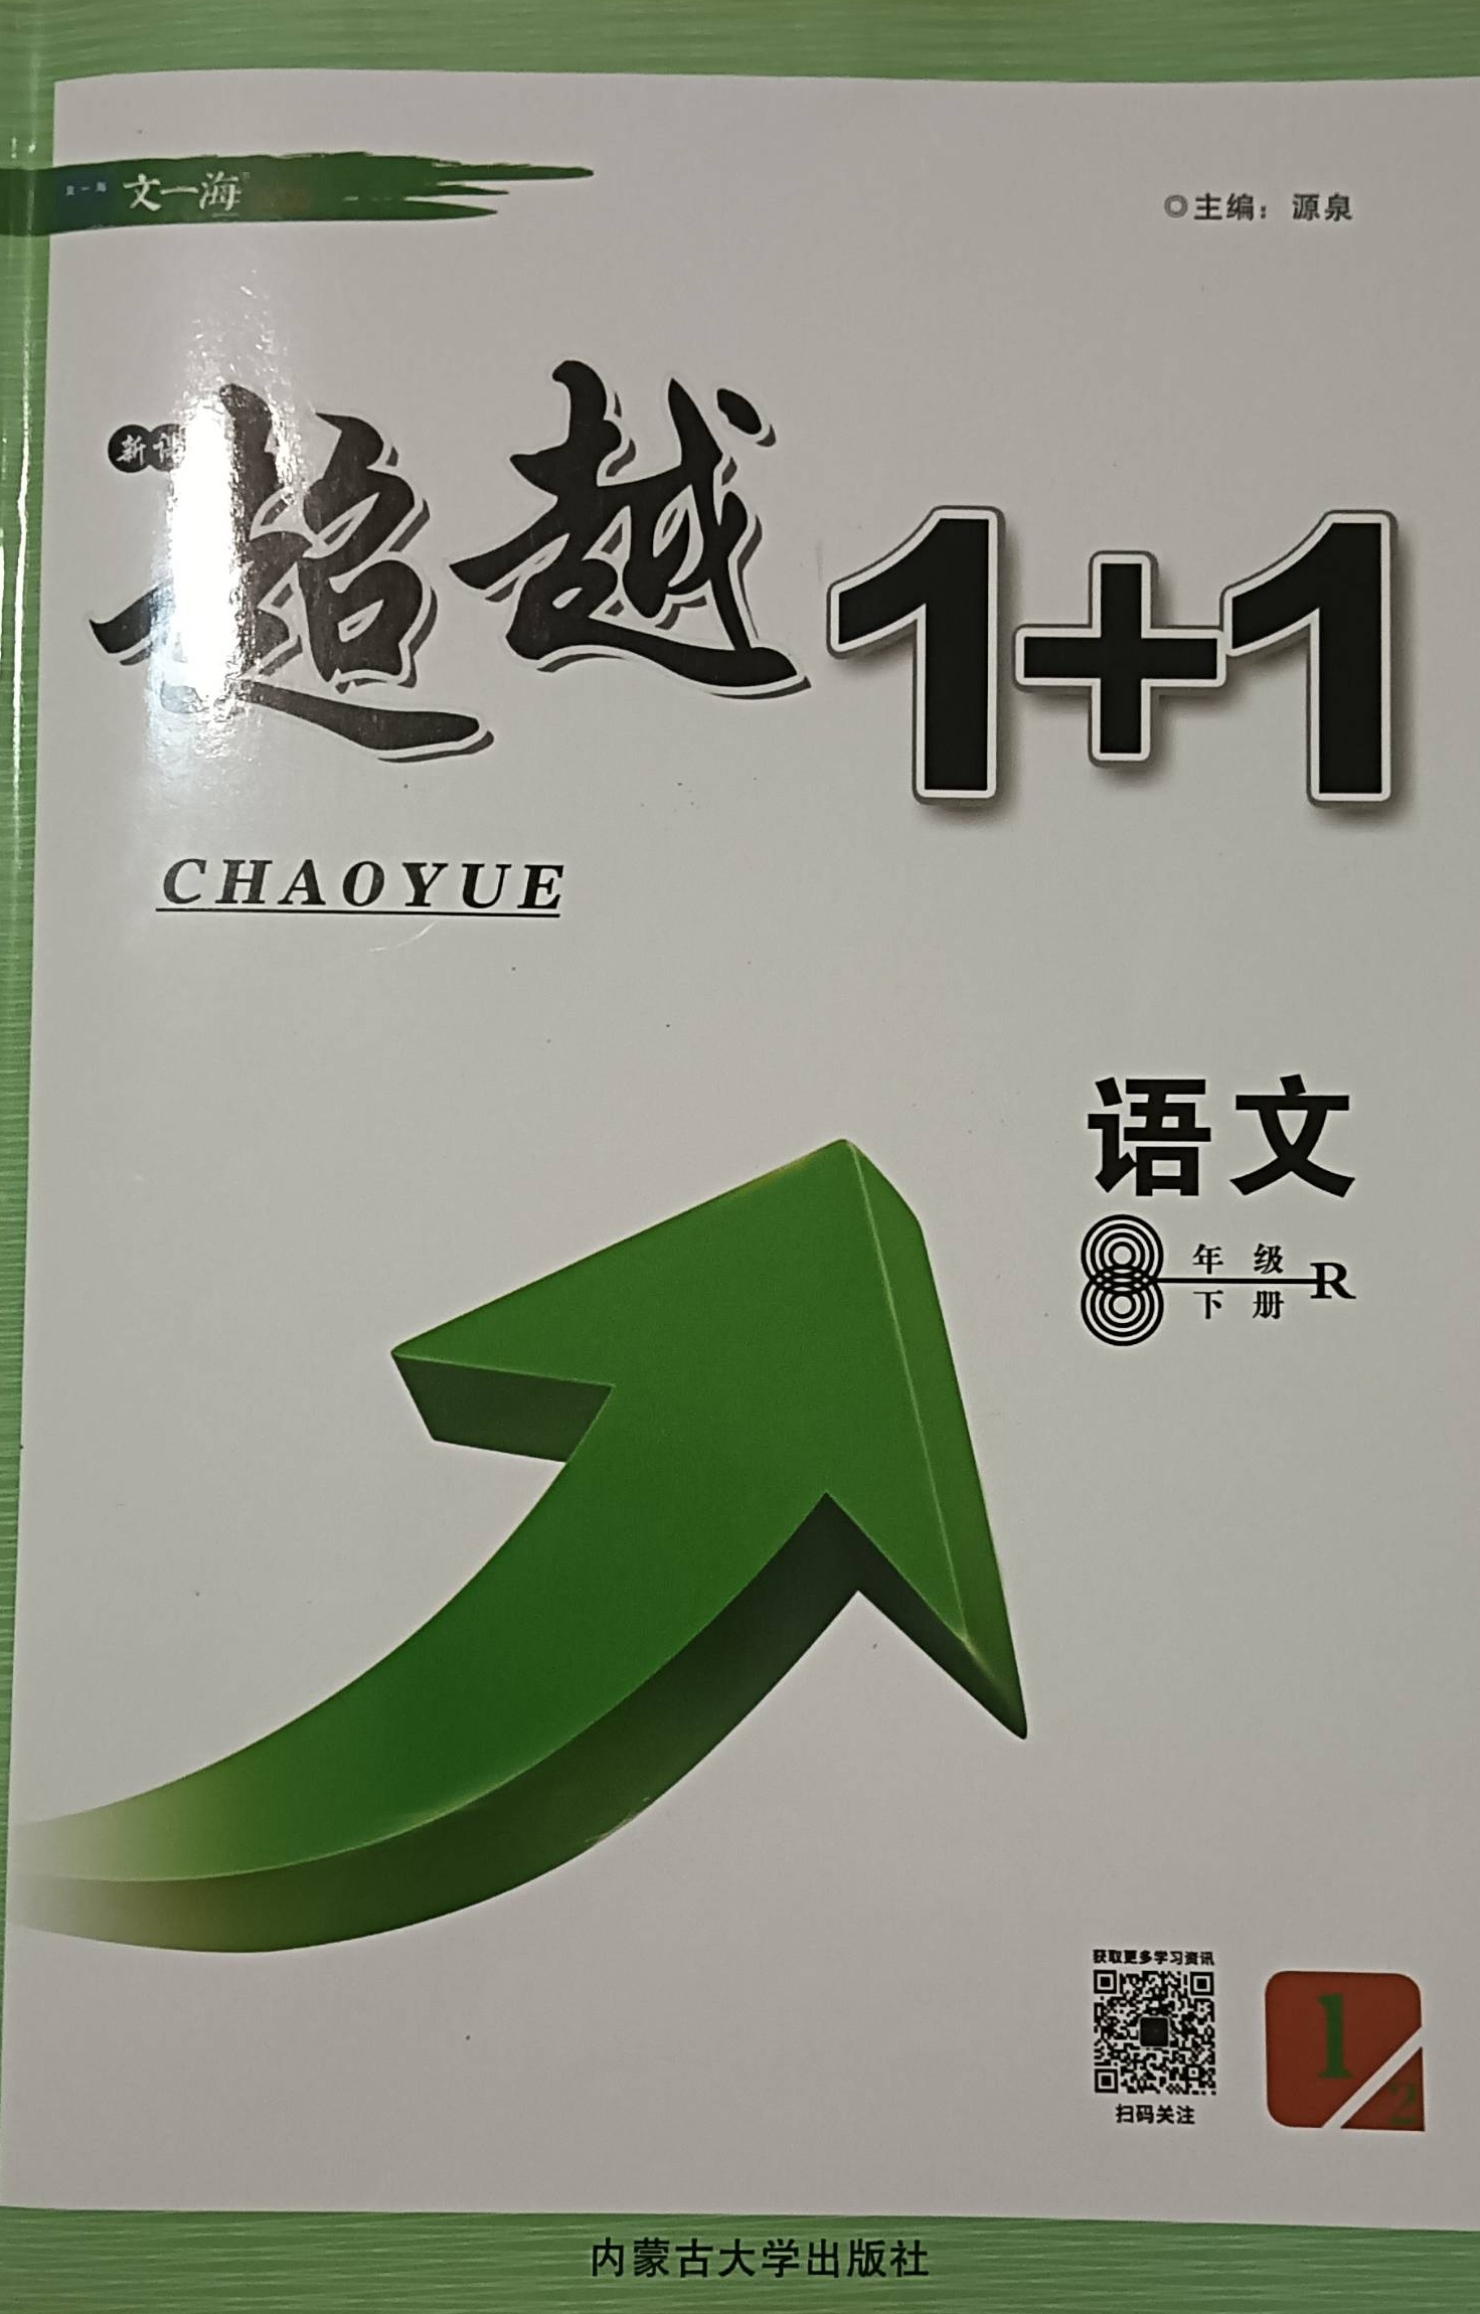 文一海
◎主编：源泉
新课
超越1+1
CHAOYUE
语文
8年级
下册
R
获取更多学习资讯
扫码关注
1/2
内蒙古大学出版社